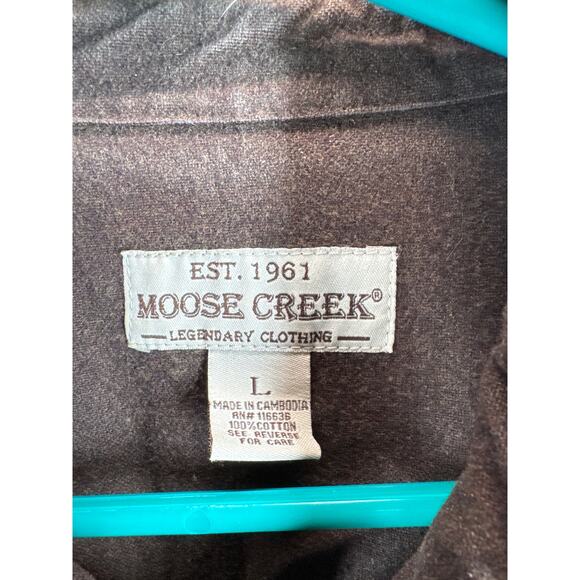 EST. 1961
MOOSE CREEK®
LEGENDARY CLOTHING
L
MADE IN CAMBODIA
RN# 116636
100% COTTON
SEE REVERSE
FOR CARE